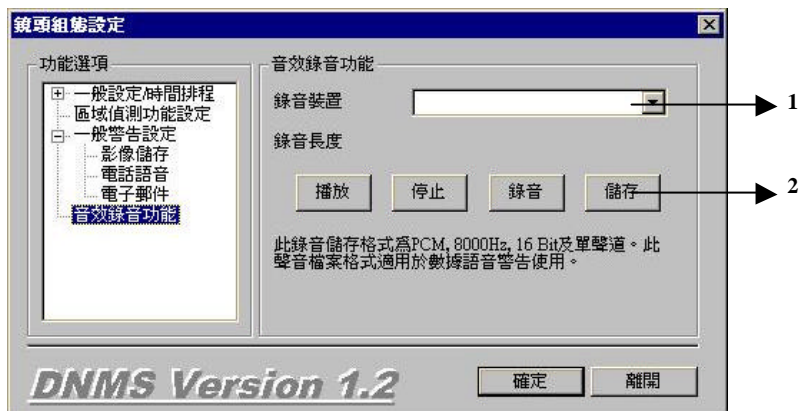 鏡頭組態設定
功能選項
一般設定/時間排程
區域偵測功能設定
一般警告設定
影像儲存
電話語音
電子郵件
音效錄音功能
音效錄音功能
錄音裝置
1
錄音長度
播放 停止 錄音 儲存
2
此錄音儲存格式爲PCM, 8000Hz, 16 Bit及單聲道。此
聲音檔案格式適用於數據語音警告使用。
DNMS Version 1.2
確定 離開